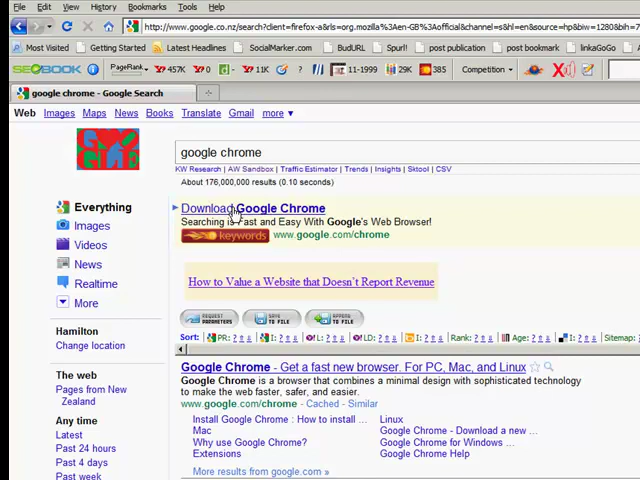 File Edit View History Bookmarks Tools Help
http://www.google.co.nz/search?client=firefox-a&rls=org.mozilla%3Aen-GB%3Aofficial&channel=s&hl=en&source=hp&biw=1280&bih=7
Most Visited Getting Started Latest Headlines SocialMarker.com BudURL Spurl! post publication post bookmark linkaGoGo
SEOBOOK PageRank 457K 0 11K ? 11-1999 29K 385 Competition
google chrome - Google Search
Web Images Maps News Books Translate Gmail more ▼
google chrome
KW Research | AW Sandbox | Traffic Estimator | Trends | Insights | Sktool | CSV
About 176,000,000 results (0.10 seconds)
Everything
Images
Videos
News
Realtime
More
Hamilton
Change location
The web
Pages from New
Zealand
Any time
Latest
Past 24 hours
Past 4 days
Past week
Download Google Chrome
Searching is Fast and Easy With Google's Web Browser!
keywords www.google.com/chrome
How to Value a Website that Doesn't Report Revenue
REQUEST PARAMETERS SAVE TO FILE APPEND TO FILE
Sort: PR: ? I: ? L: ? LD: ? I: ? Rank: ? Age: ? I: ? Sitemap:
Google Chrome - Get a fast new browser. For PC, Mac, and Linux
Google Chrome is a browser that combines a minimal design with sophisticated technology
to make the web faster, safer, and easier.
www.google.com/chrome - Cached - Similar
Install Google Chrome : How to install ... Linux
Mac Google Chrome - Download a new ...
Why use Google Chrome? Google Chrome for Windows ...
Extensions Google Chrome Help
More results from google.com »